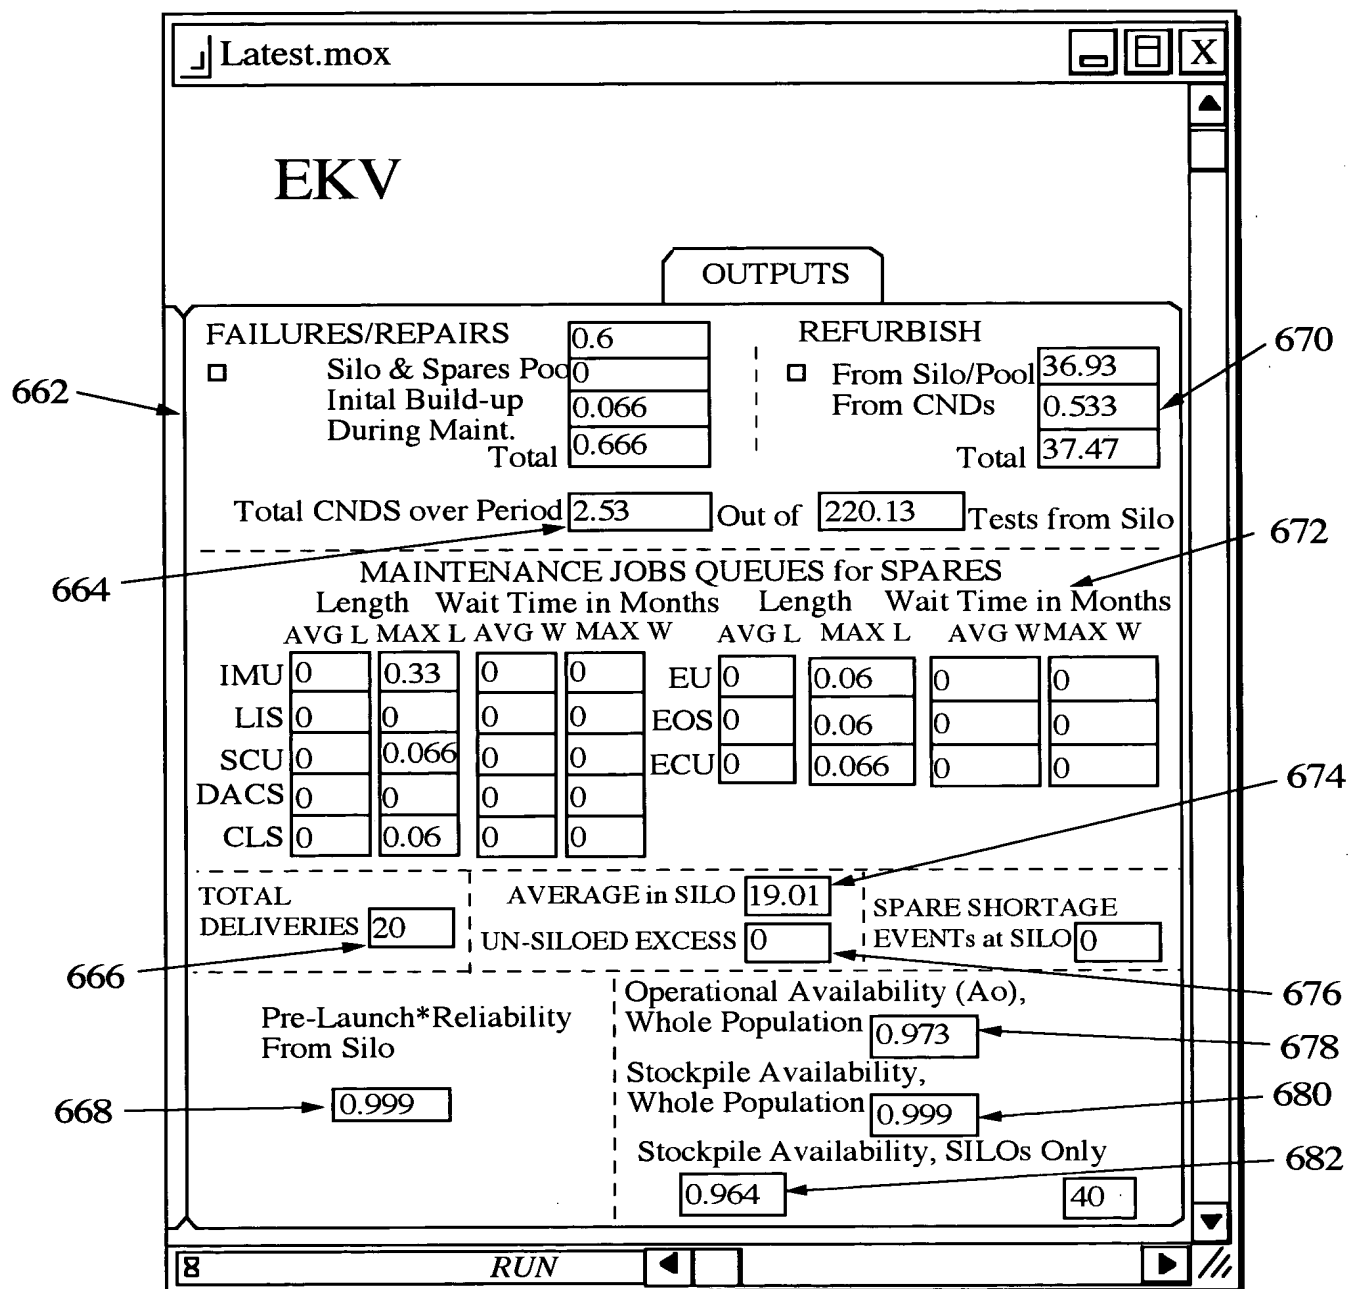 Latest.mox X
EKV
OUTPUTS
FAILURES/REPAIRS 0.6
Silo & Spares Poo 0
Inital Build-up 0.066
During Maint.
Total 0.666
REFURBISH
From Silo/Pool 36.93
From CNDs 0.533
Total 37.47
670
662
Total CNDS over Period 2.53 Out of 220.13 Tests from Silo
672
664
MAINTENANCE JOBS QUEUES for SPARES
Length Wait Time in Months Length Wait Time in Months
AVG L MAX L AVG W MAX W AVG L MAX L AVG W MAX W
IMU 0 0.33 0 0 EU 0 0.06 0 0
LIS 0 0 0 0 EOS 0 0.06 0 0
SCU 0 0.066 0 0 ECU 0 0.066 0 0
DACS 0 0 0 0
CLS 0 0.06 0 0
674
TOTAL
DELIVERIES 20
666
AVERAGE in SILO 19.01
UN-SILOED EXCESS 0
676
SPARE SHORTAGE
EVENTs at SILO 0
Pre-Launch*Reliability
From Silo
668 0.999
Operational Availability (Ao),
Whole Population 0.973
678
Stockpile Availability,
Whole Population 0.999
680
Stockpile Availability, SILOs Only
0.964 40
682
8 RUN